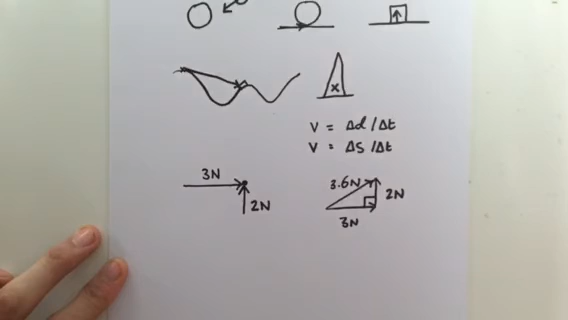 x
V = Δd/Δt
V = Δs/Δt
3N
2N
3.6N
2N
3N